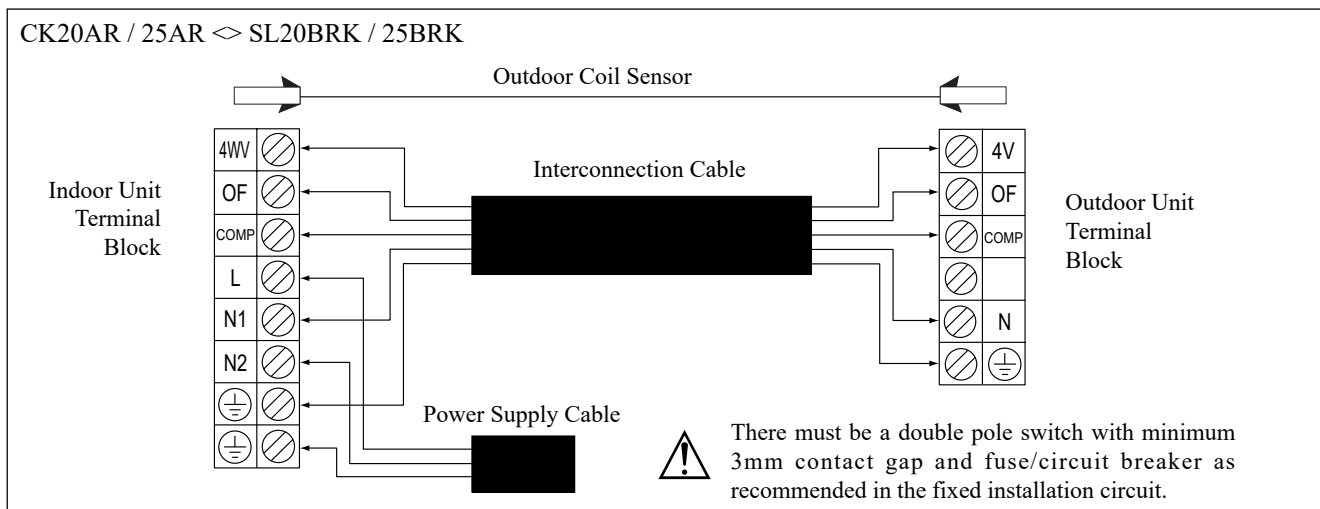 CK20AR / 25AR <> SL20BRK / 25BRK
Outdoor Coil Sensor
Indoor Unit
Terminal
Block
4WV
OF
COMP
L
N1
N2
Interconnection Cable
4V
OF
COMP
N
Outdoor Unit
Terminal
Block
Power Supply Cable
There must be a double pole switch with minimum
3mm contact gap and fuse/circuit breaker as
recommended in the fixed installation circuit.